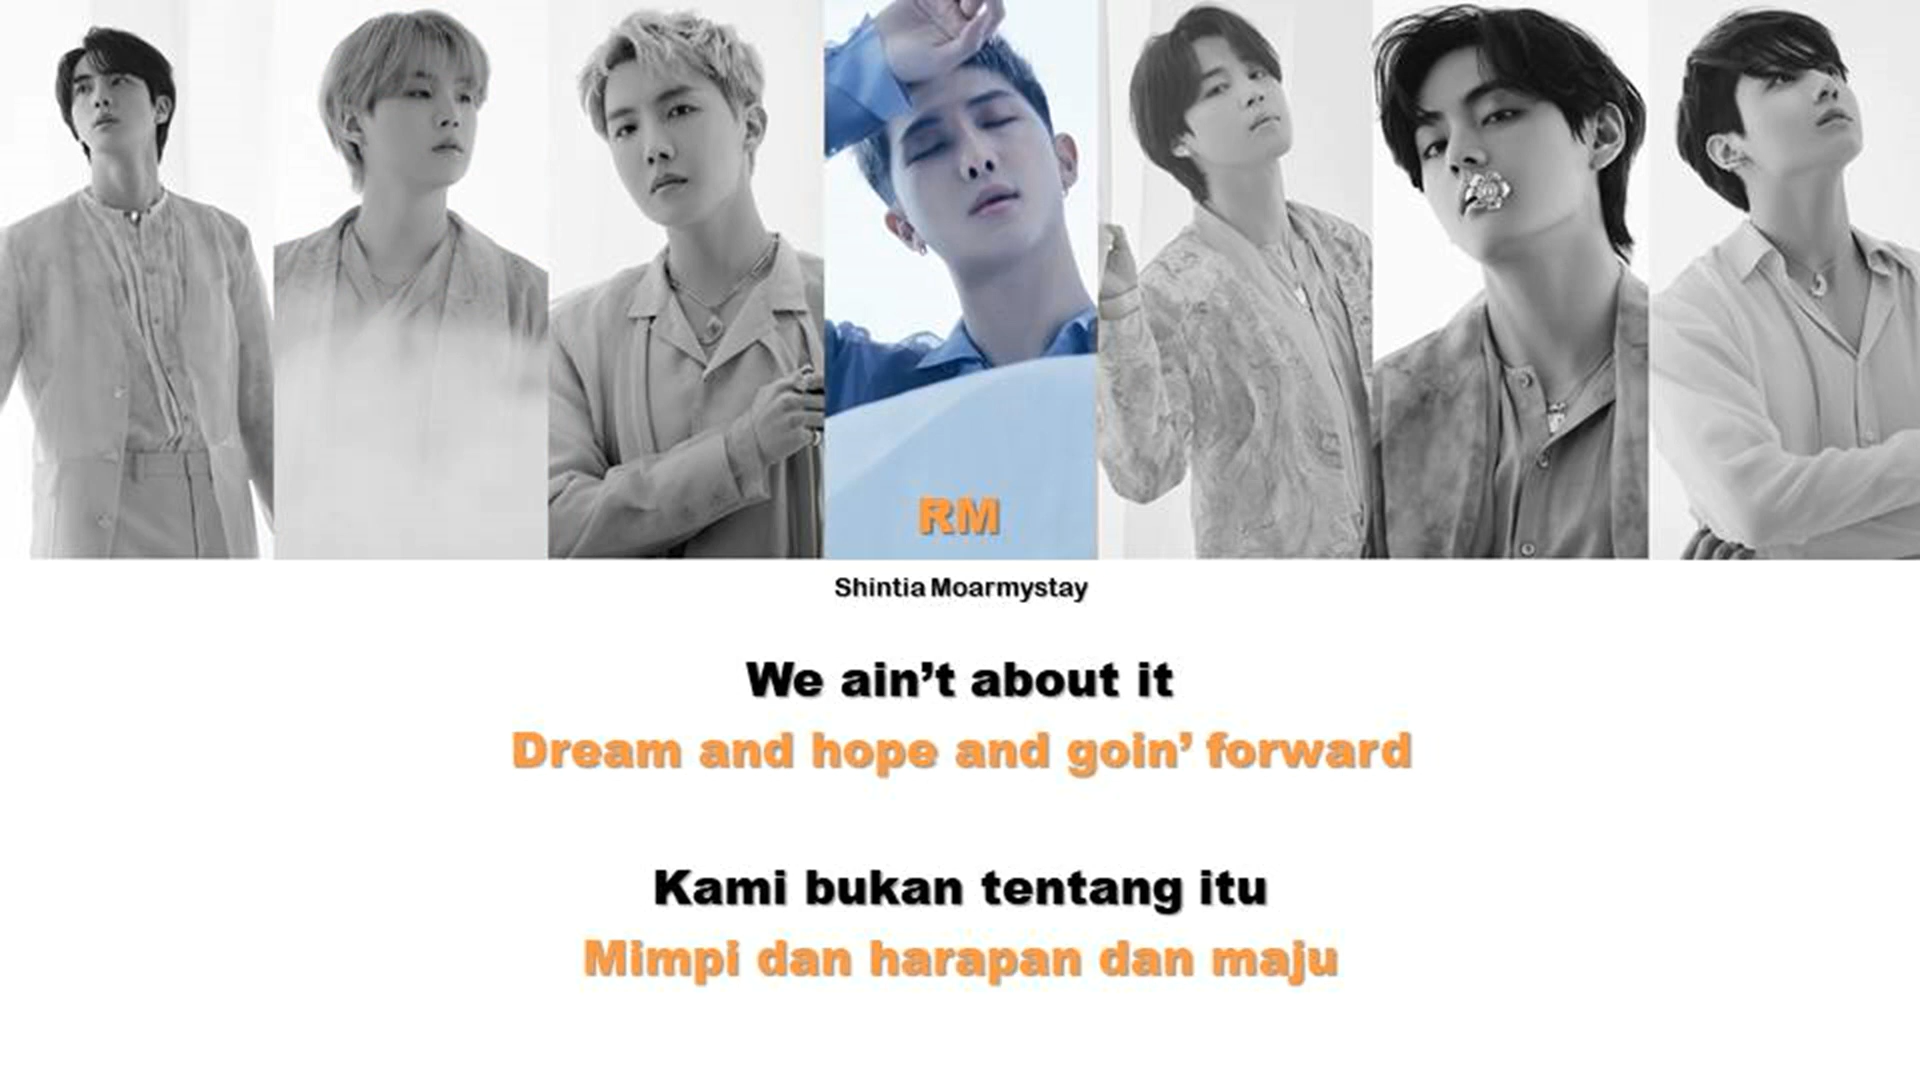 RM
Shintia Moarmystay
We ain’t about it
Dream and hope and goin’ forward
Kami bukan tentang itu
Mimpi dan harapan dan maju